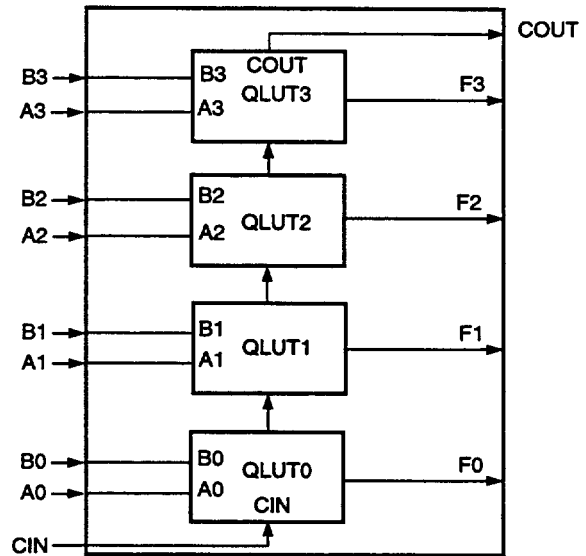 COUT
B3 B3 COUT
QLUT3 F3
A3 A3
B2 B2
QLUT2 F2
A2 A2
B1 B1
QLUT1 F1
A1 A1
B0 B0
QLUT0 F0
A0 A0
CIN
CIN